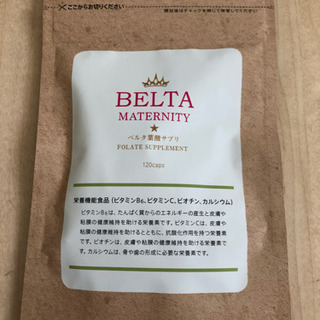 ✂ここからお切りください
BELTA
MATERNITY
ベルタ葉酸サプリ
FOLATE SUPPLEMENT
120caps
栄養機能食品(ビタミンB6、ビタミンC、ビオチン、カルシウム)
ビタミンB6は、たんぱく質からのエネルギーの産生と皮膚や
粘膜の健康維持を助ける栄養素です。ビタミンCは、皮膚や
粘膜の健康維持を助けるとともに、抗酸化作用を持つ栄養素
です。ビオチンは、皮膚や粘膜の健康維持を助ける栄養素で
す。カルシウムは、骨や歯の形成に必要な栄養素です。